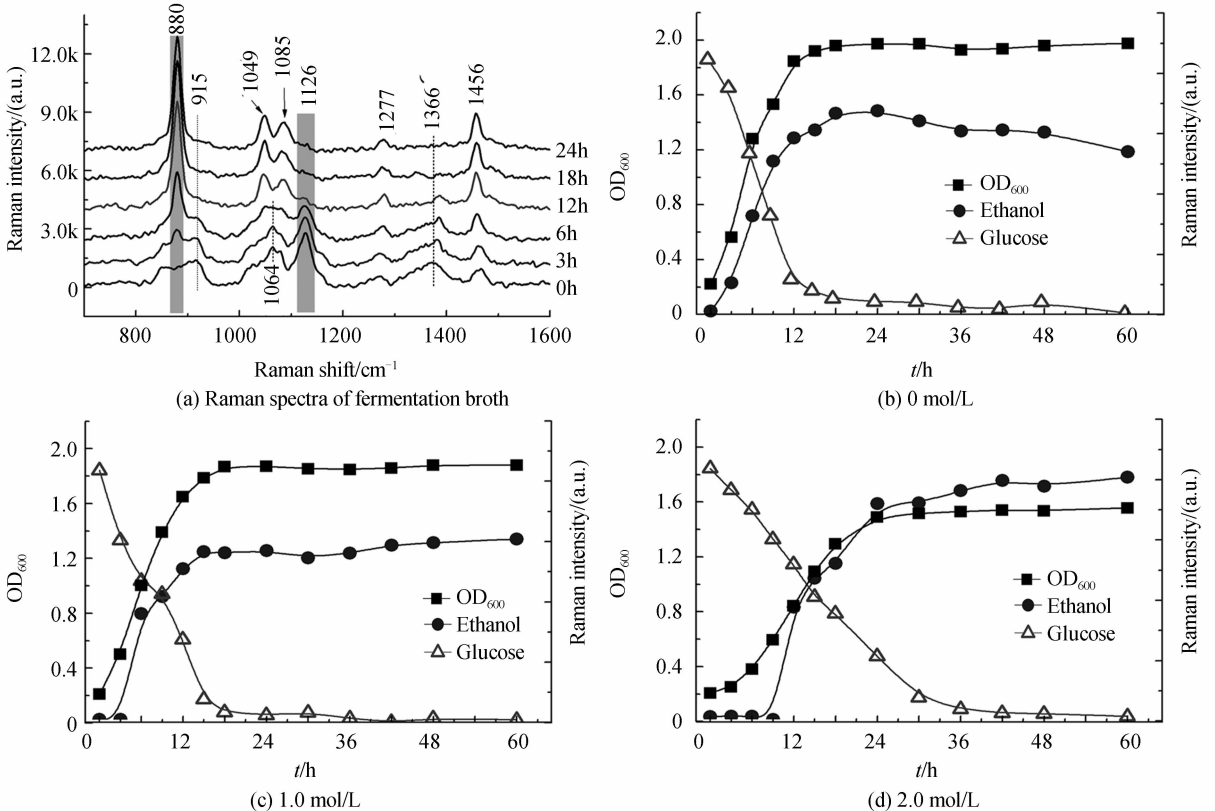 880
915
1049
1085
1126
1277
1366
1456
12.0k
9.0k
6.0k
3.0k
0
Raman intensity/(a.u.)
24h
18h
12h
6h
3h
0h
1064
800 1000 1200 1400 1600
Raman shift/cm⁻¹
(a) Raman spectra of fermentation broth
2.0
1.6
1.2
0.8
0.4
0
OD₆₀₀
Raman intensity/(a.u.)
OD₆₀₀
Ethanol
Glucose
0 12 24 36 48 60
t/h
(b) 0 mol/L
2.0
1.6
1.2
0.8
0.4
0
OD₆₀₀
Raman intensity/(a.u.)
OD₆₀₀
Ethanol
Glucose
0 12 24 36 48 60
t/h
(c) 1.0 mol/L
2.0
1.6
1.2
0.8
0.4
0
OD₆₀₀
Raman intensity/(a.u.)
OD₆₀₀
Ethanol
Glucose
0 12 24 36 48 60
t/h
(d) 2.0 mol/L